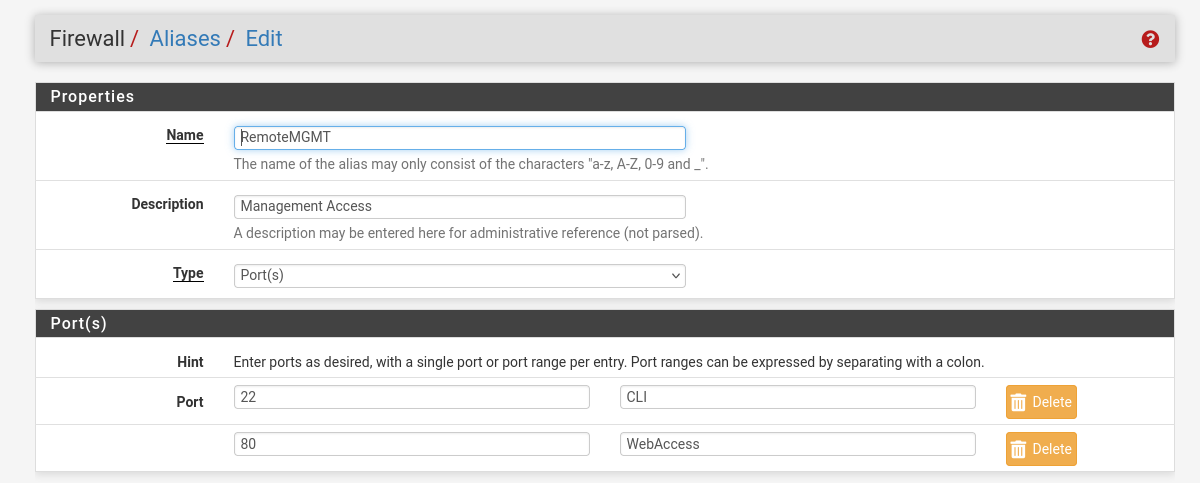 Firewall / Aliases / Edit
Properties
Name RemoteMGMT
The name of the alias may only consist of the characters "a-z, A-Z, 0-9 and _".
Description Management Access
A description may be entered here for administrative reference (not parsed).
Type Port(s)
Port(s)
Hint Enter ports as desired, with a single port or port range per entry. Port ranges can be expressed by separating with a colon.
Port 22 CLI Delete
80 WebAccess Delete